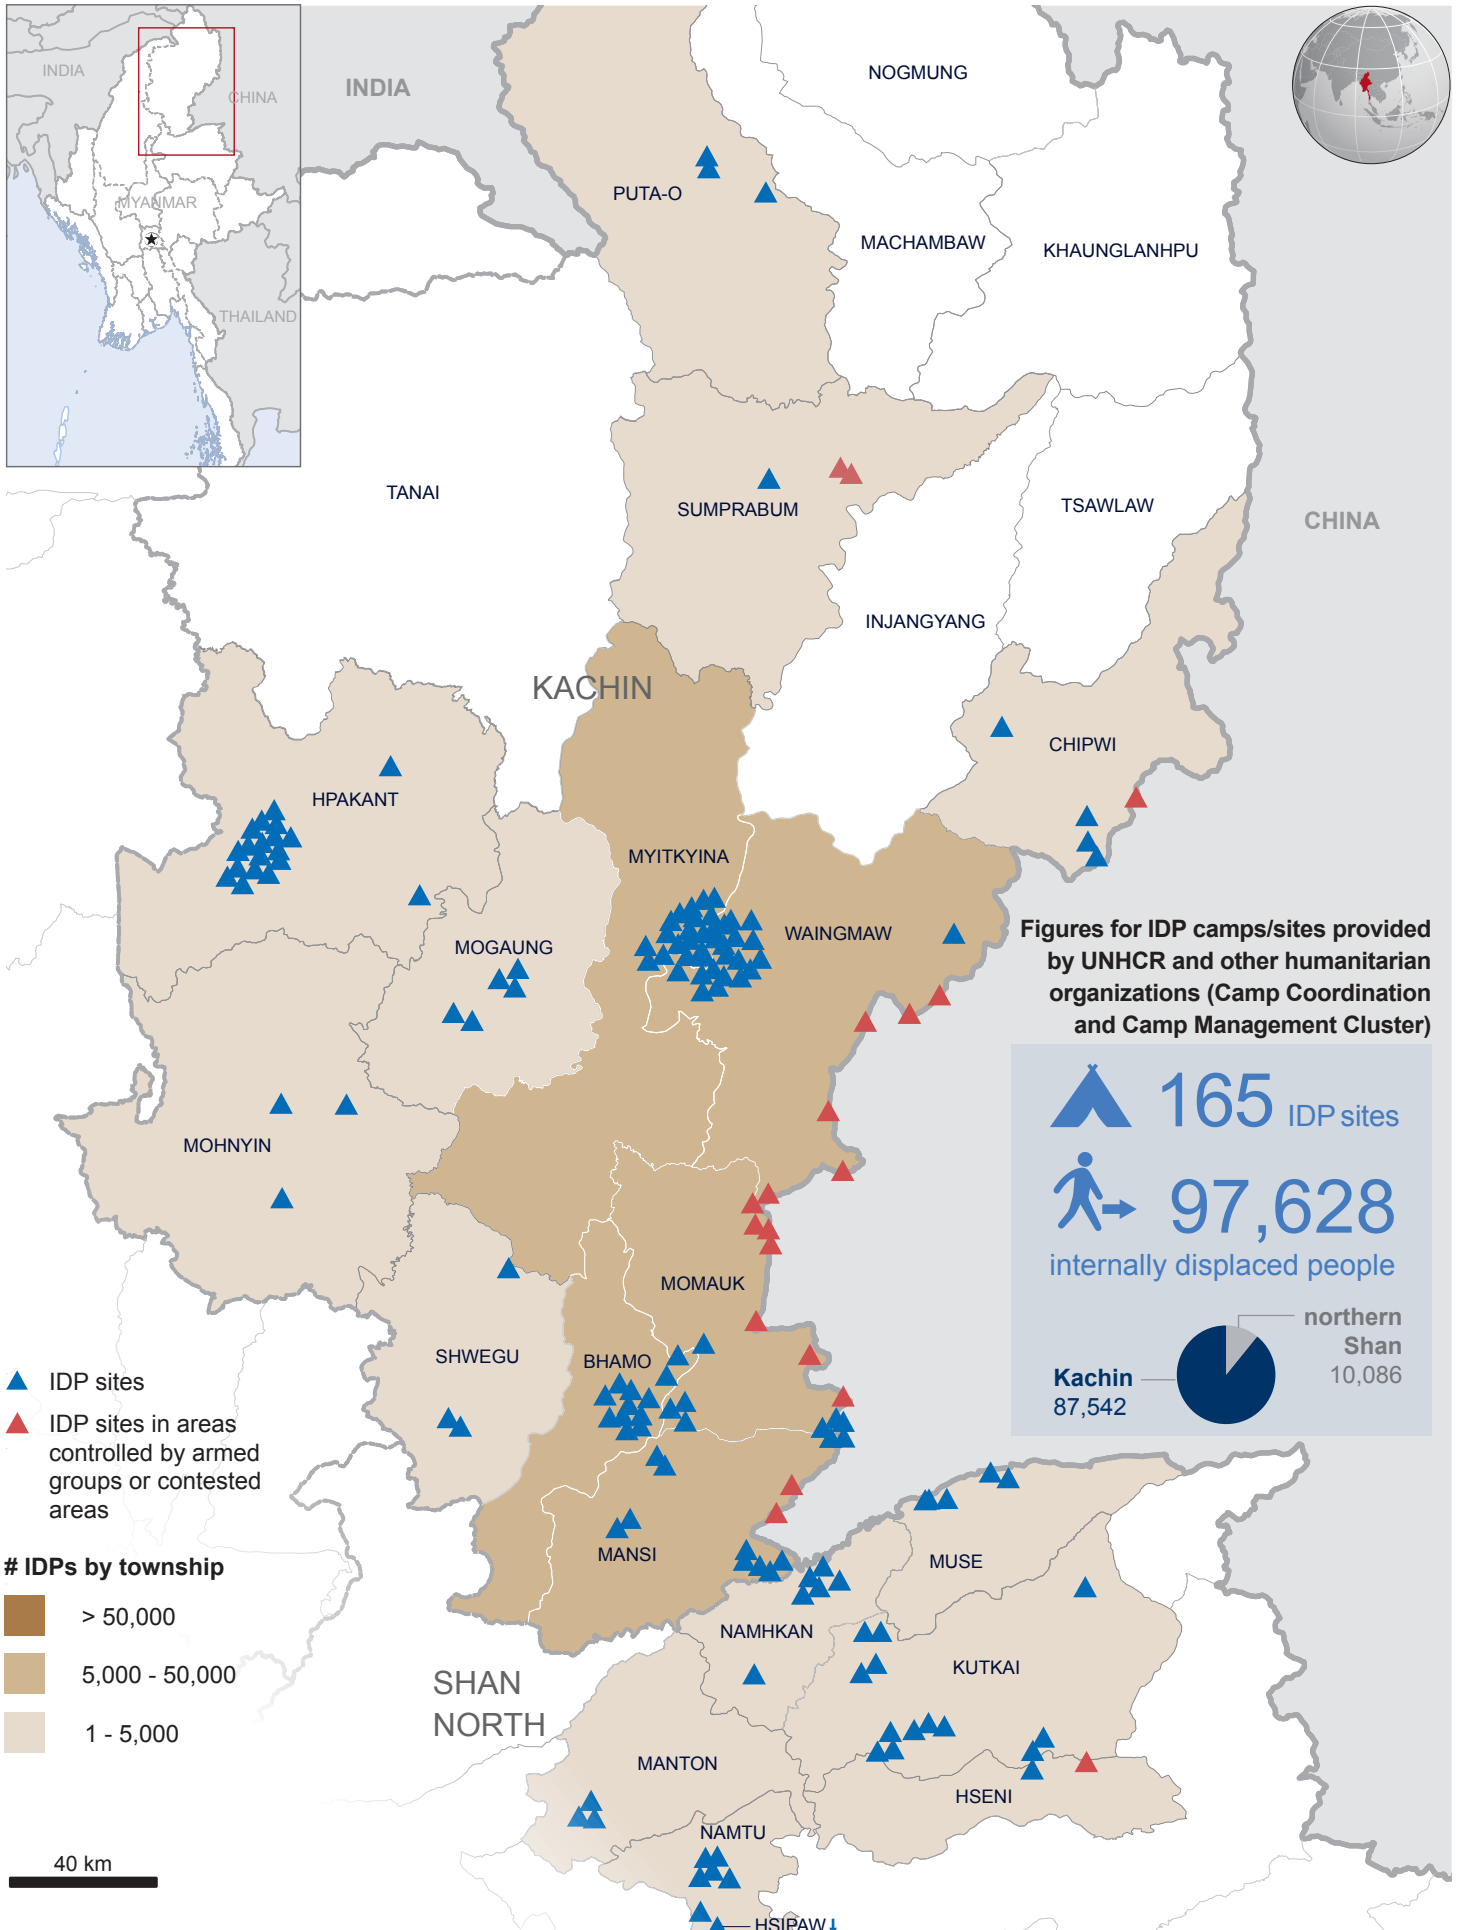 INDIA
CHINA
MYANMAR
THAILAND
INDIA
NOGMUNG
PUTA-O
MACHAMBAW
KHAUNGLANHPU
TANAI
SUMPRABUM
TSAWLAW
CHINA
INJANGYANG
KACHIN
CHIPWI
HPAKANT
MYITKYINA
WAINGMAW
MOGAUNG
Figures for IDP camps/sites provided
by UNHCR and other humanitarian
organizations (Camp Coordination
and Camp Management Cluster)
165 IDP sites
97,628
internally displaced people
northern
Shan
10,086
Kachin
87,542
MOHNYIN
MOMAUK
SHWEGU
BHAMO
MANSI
IDP sites
IDP sites in areas
controlled by armed
groups or contested
areas
# IDPs by township
> 50,000
5,000 - 50,000
1 - 5,000
MUSE
NAMHKAN
KUTKAI
SHAN
NORTH
MANTON
HSENI
NAMTU
40 km
HSIPAW